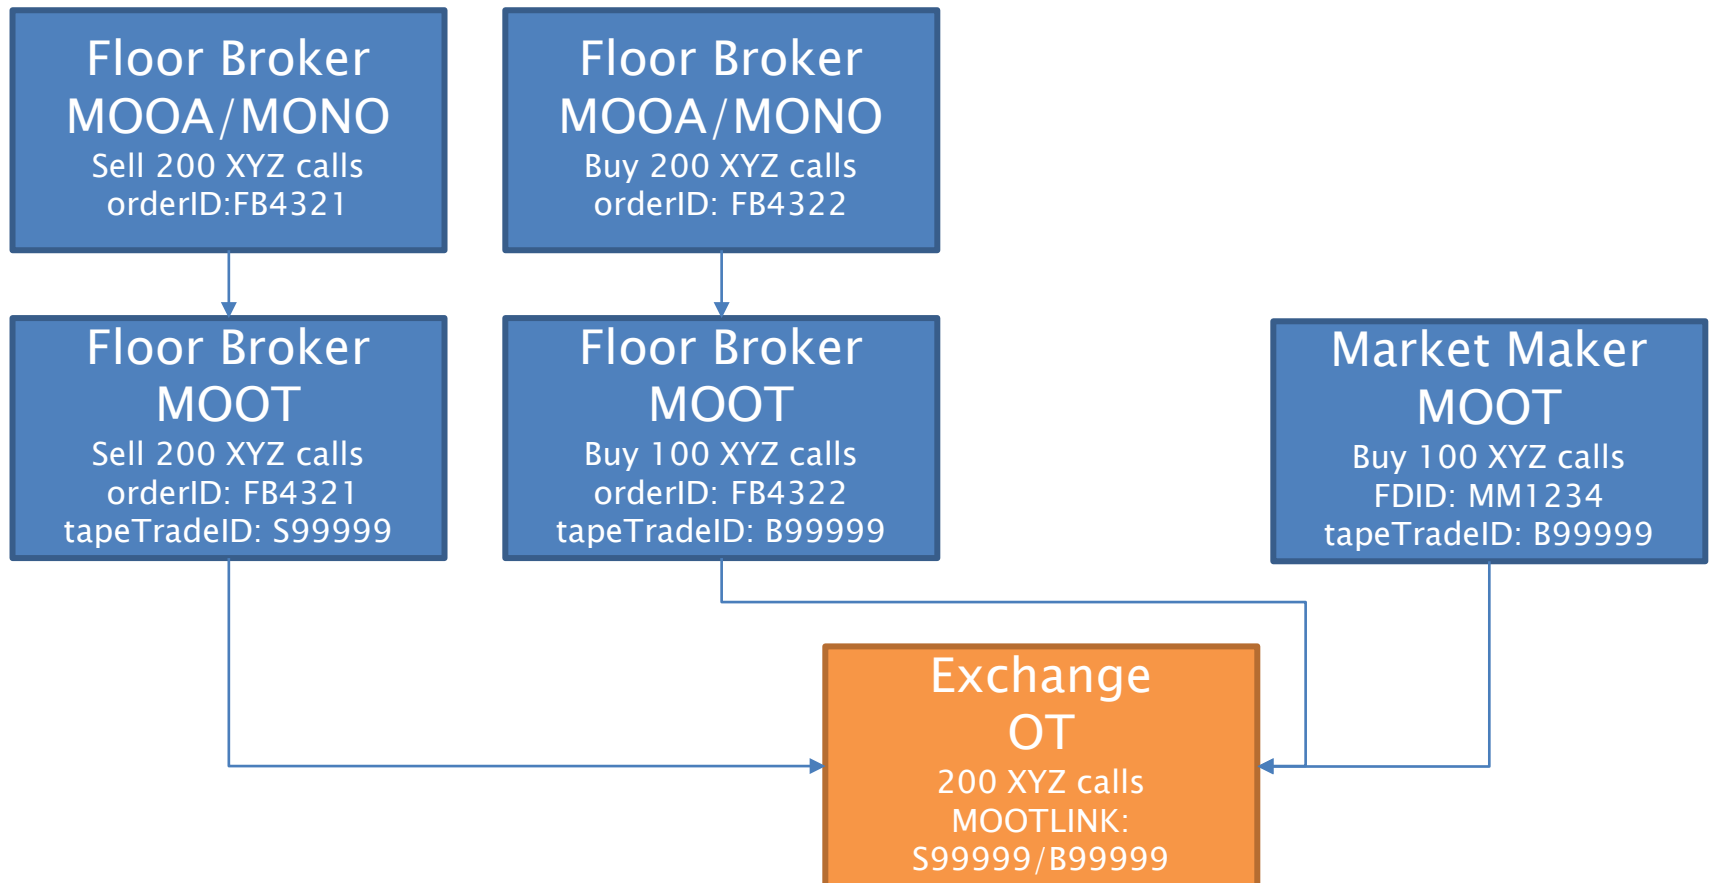 Floor Broker
MOOA/MONO
Sell 200 XYZ calls
orderID:FB4321
Floor Broker
MOOA/MONO
Buy 200 XYZ calls
orderID: FB4322
Floor Broker
MOOT
Sell 200 XYZ calls
orderID: FB4321
tapeTradeID: S99999
Floor Broker
MOOT
Buy 100 XYZ calls
orderID: FB4322
tapeTradeID: B99999
Market Maker
MOOT
Buy 100 XYZ calls
FDID: MM1234
tapeTradeID: B99999
Exchange
OT
200 XYZ calls
MOOTLINK:
S99999/B99999